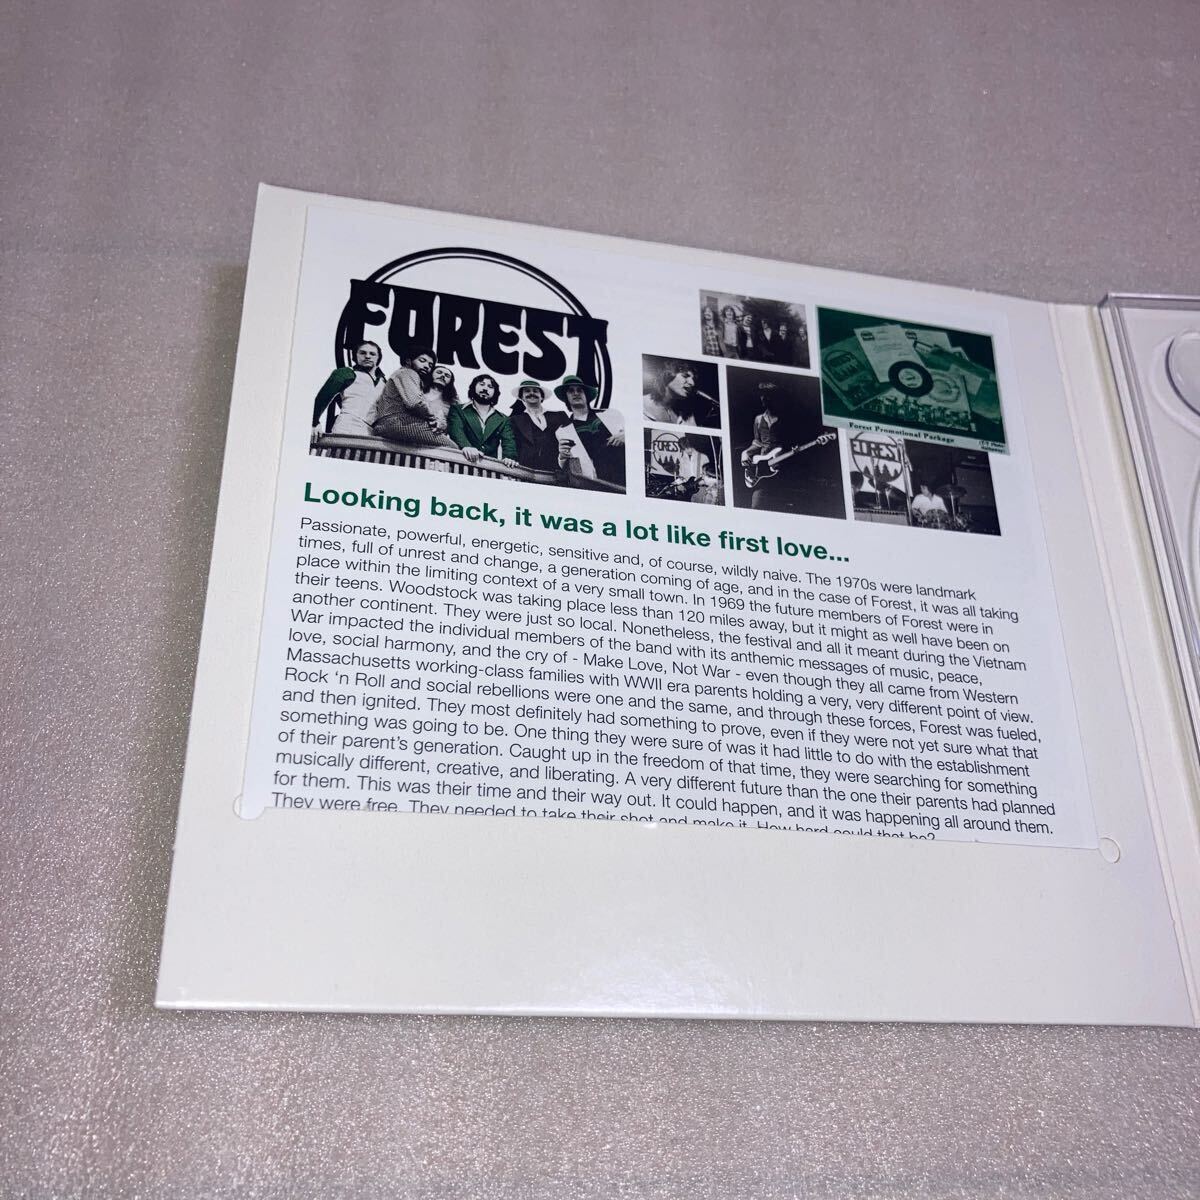 FOREST
FOREST
FOREST
Forest Promotional Package
Looking back, it was a lot like first love...
Passionate, powerful, energetic, sensitive and, of course, wildly naive. The 1970s were landmark
times, full of unrest and change, a generation coming of age, and in the case of Forest, it was all taking
place within the limiting context of a very small town. In 1969 the future members of Forest were in
their teens. Woodstock was taking place less than 120 miles away, but it might as well have been on
another continent. They were just so local. Nonetheless, the festival and all it meant during the Vietnam
War impacted the individual members of the band with its anthemic messages of music, peace,
love, social harmony, and the cry of - Make Love, Not War - even though they all came from Western
Massachusetts working-class families with WWII era parents holding a very, very different point of view.
Rock 'n Roll and social rebellions were one and the same, and through these forces, Forest was fueled,
and then ignited. They most definitely had something to prove, even if they were not yet sure what that
something was going to be. One thing they were sure of was it had little to do with the establishment
of their parent's generation. Caught up in the freedom of that time, they were searching for something
musically different, creative, and liberating. A very different future than the one their parents had planned
for them. This was their time and their way out. It could happen, and it was happening all around them.
They were free. They needed to take their shot and make it. How hard could that be?